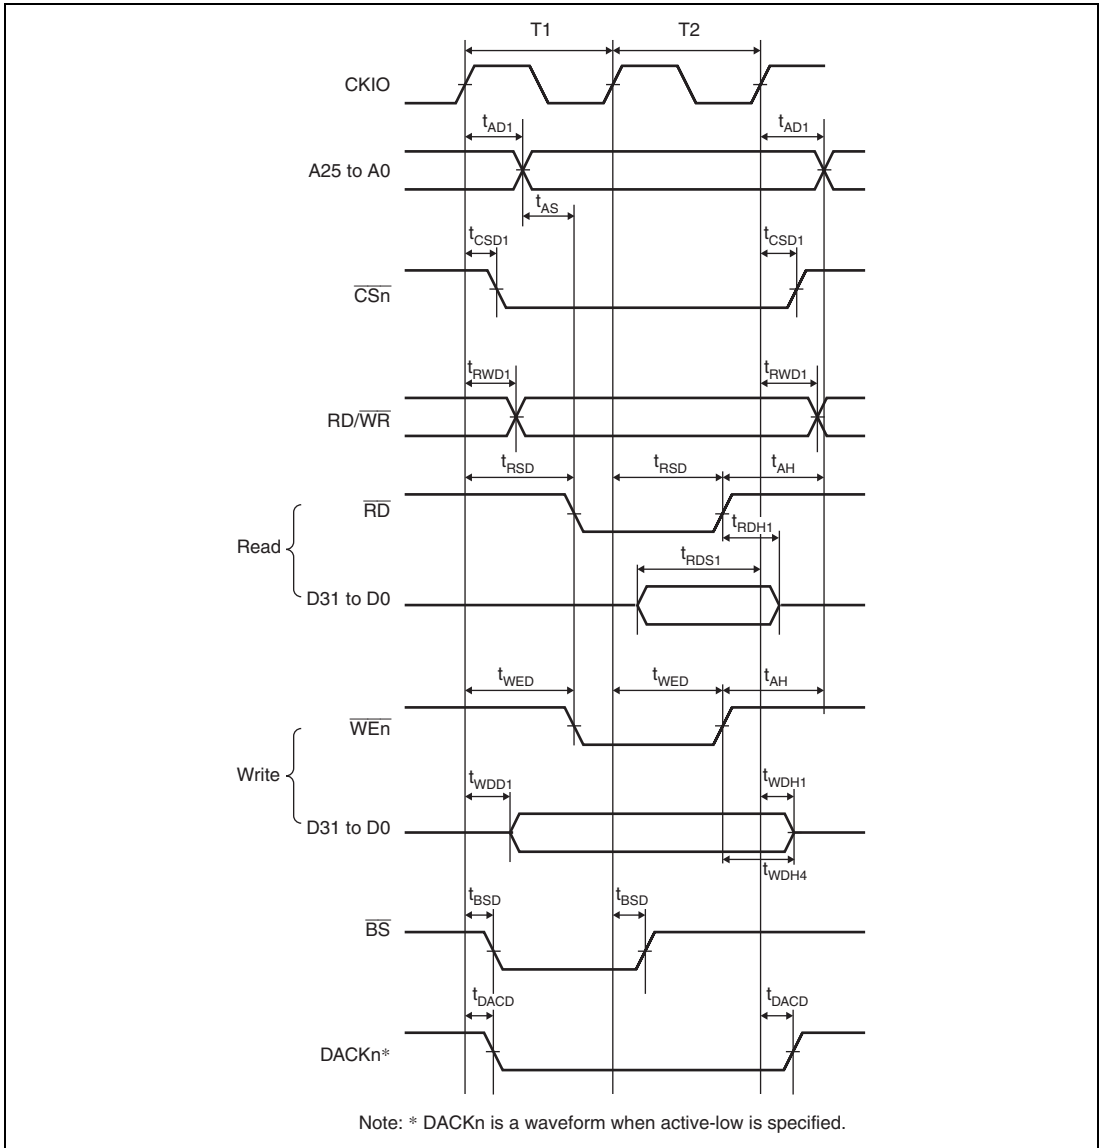 T1 T2
CKIO
tAD1 tAD1
A25 to A0
tAS
tCSD1 tCSD1
CSn
tRWD1 tRWD1
RD/WR
tRSD tRSD tAH
RD
tRDH1
Read
tRDS1
D31 to D0
tWED tWED tAH
WEn
Write
tWDD1 tWDH1
D31 to D0
tWDH4
tBSD tBSD
BS
tDACD tDACD
DACKn*
Note: * DACKn is a waveform when active-low is specified.